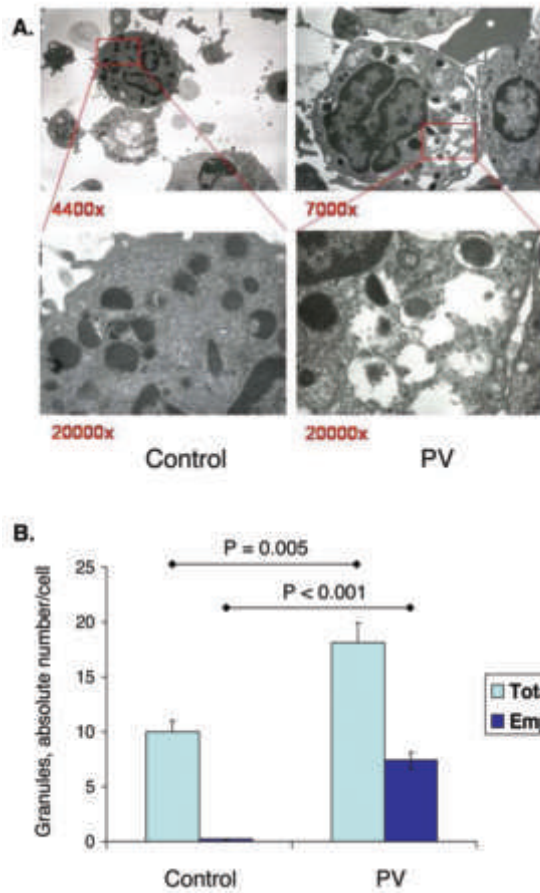 A.
4400x
7000x
20000x
20000x
Control
PV
B.
P = 0.005
P < 0.001
Granules, absolute number/cell
25
20
15
10
5
0
Control
PV